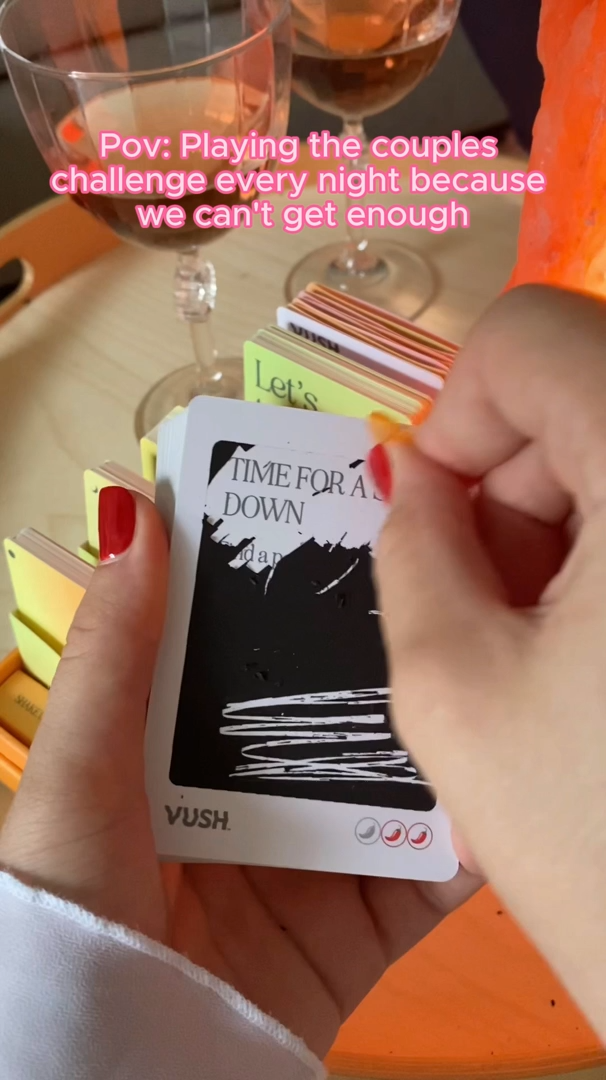 Pov: Playing the couples
challenge every night because
we can't get enough
VUSH
Let's
TIME FOR A
DOWN
VUSH